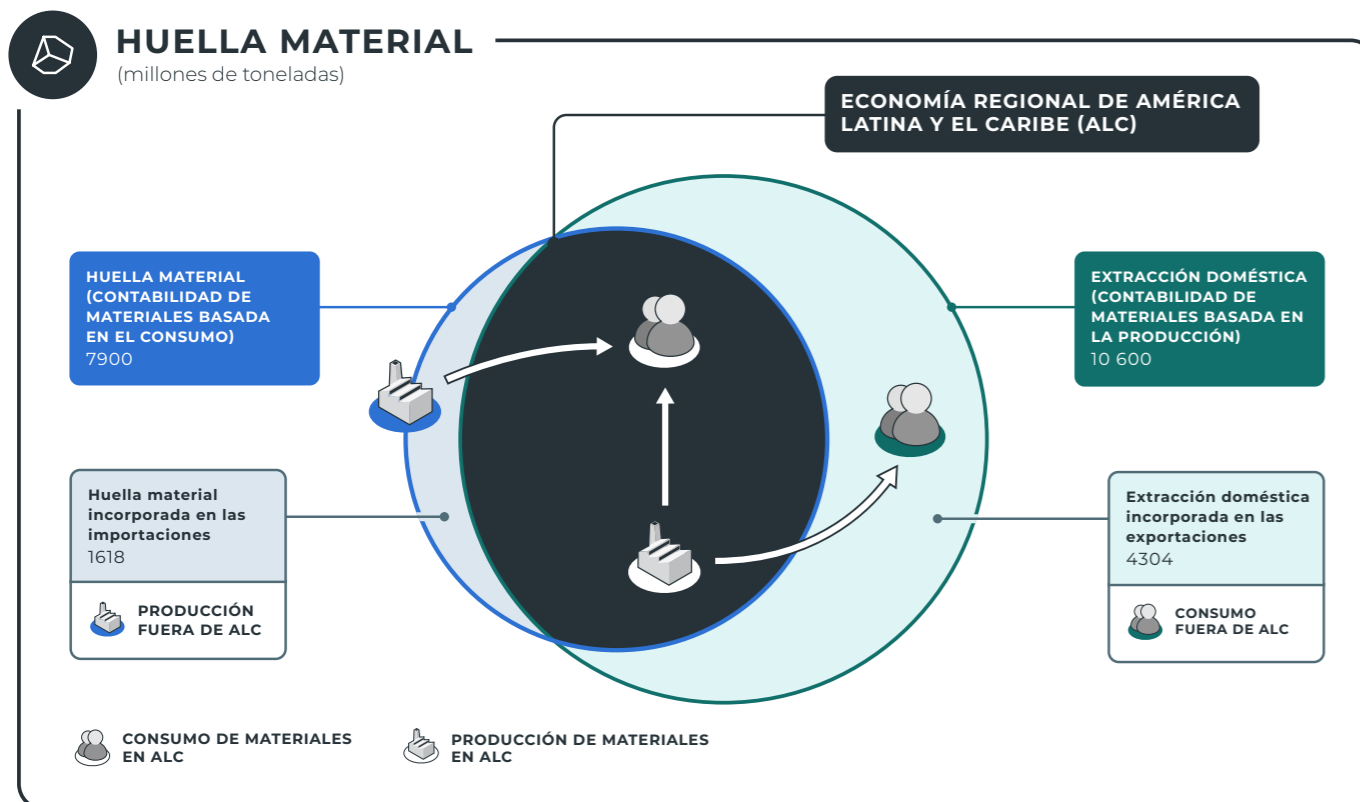 HUELLA MATERIAL
(millones de toneladas)
ECONOMÍA REGIONAL DE AMÉRICA
LATINA Y EL CARIBE (ALC)
HUELLA MATERIAL
(CONTABILIDAD DE
MATERIALES BASADA
EN EL CONSUMO)
7900
EXTRACCIÓN DOMÉSTICA
(CONTABILIDAD DE
MATERIALES BASADA EN
LA PRODUCCIÓN)
10 600
Huella material
incorporada en las
importaciones
1618
PRODUCCIÓN
FUERA DE ALC
Extracción doméstica
incorporada en las
exportaciones
4304
CONSUMO
FUERA DE ALC
CONSUMO DE MATERIALES
EN ALC
PRODUCCIÓN DE MATERIALES
EN ALC